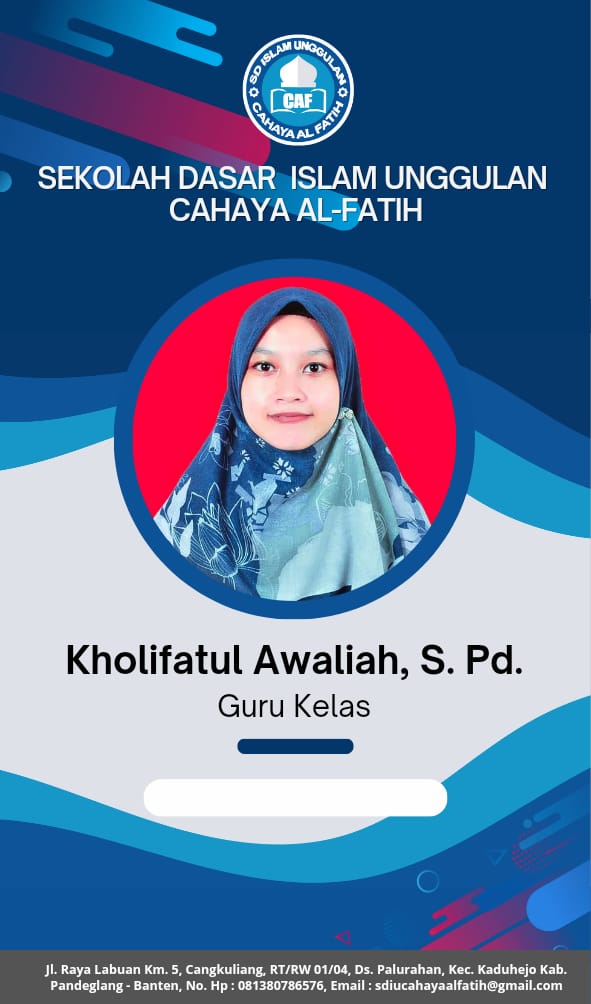 SD ISLAM UNGGULAN
CAF
CAHAYA AL FATIH
SEKOLAH DASAR ISLAM UNGGULAN
CAHAYA AL-FATIH
Kholifatul Awaliah, S. Pd.
Guru Kelas
Jl. Raya Labuan Km. 5, Cangkuliang, RT/RW 01/04, Ds. Palurahan, Kec. Kaduhejo Kab.
Pandeglang - Banten, No. Hp : 081380786576, Email : sdiucahayaalfatih@gmail.com